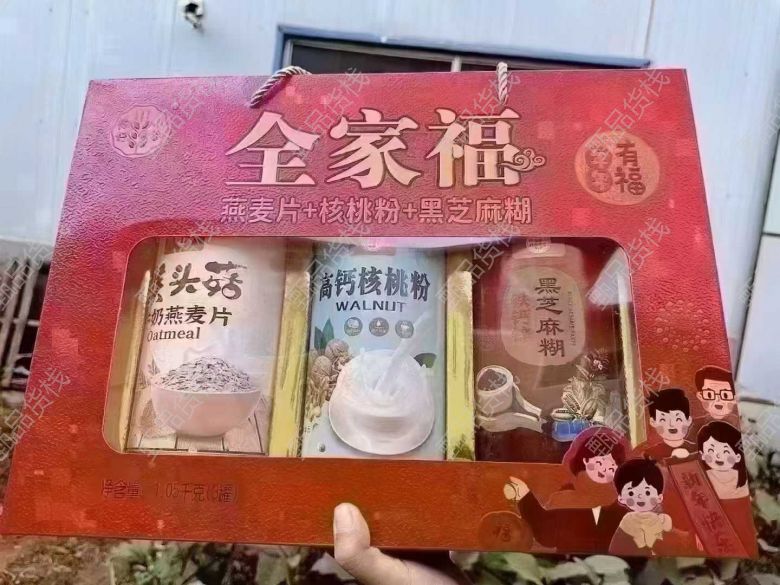 全家福
有福
燕麦片+核桃粉+黑芝麻糊
猴头菇
牛奶燕麦片
Oatmeal
高钙核桃粉
WALNUT
黑芝麻糊
净含量：1.05千克(3罐)
新年快乐
福